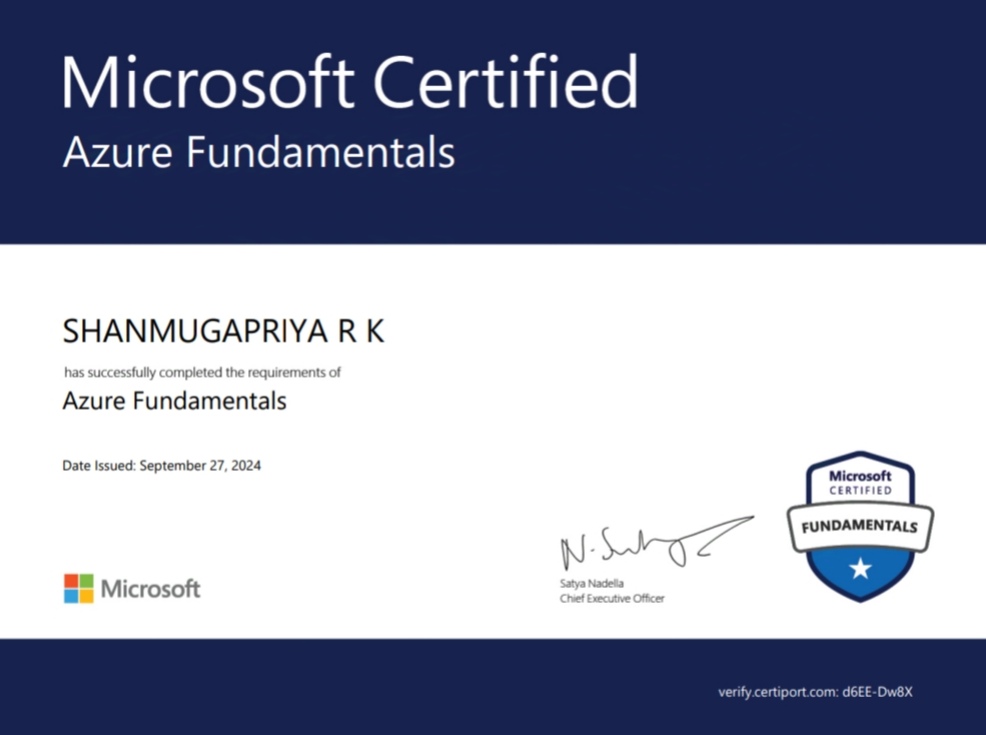 Microsoft Certified
Azure Fundamentals
SHANMUGAPRIYA R K
has successfully completed the requirements of
Azure Fundamentals
Date Issued: September 27, 2024
N. Satya
Satya Nadella
Chief Executive Officer
Microsoft
Microsoft
CERTIFIED
FUNDAMENTALS
verify.certiport.com: d6EE-Dw8X